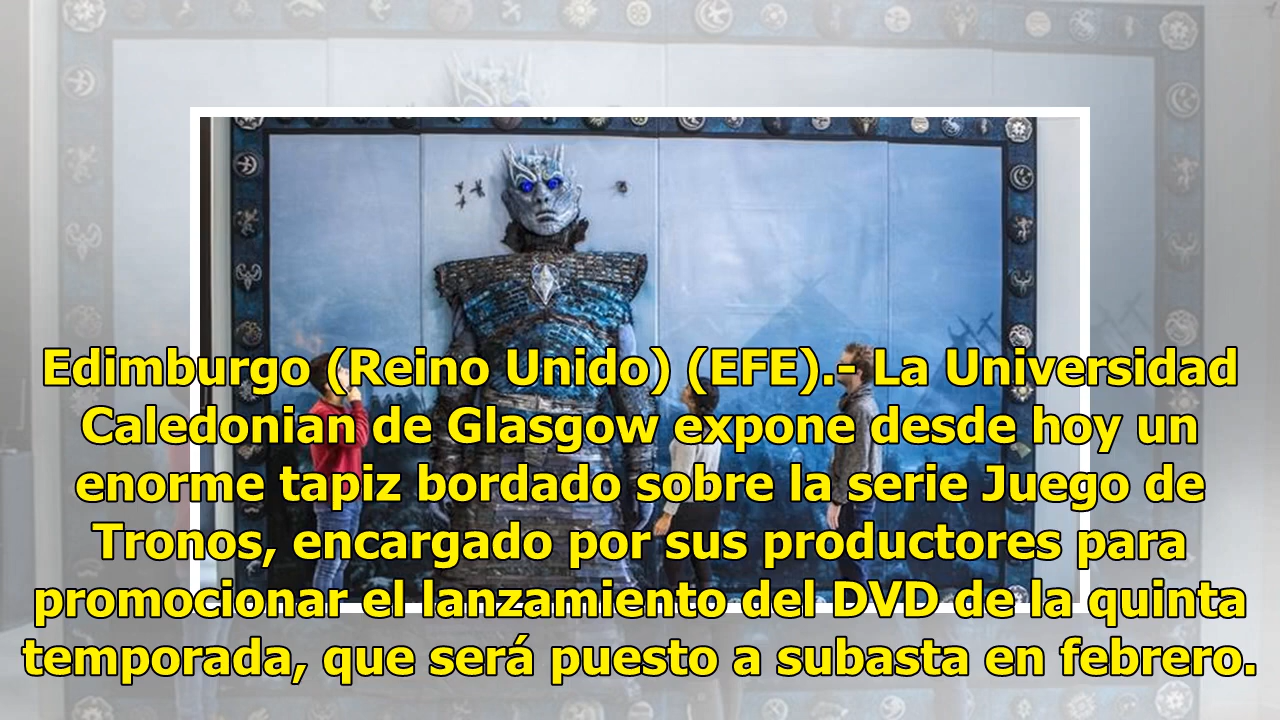 Edimburgo (Reino Unido) (EFE).- La Universidad
Caledonian de Glasgow expone desde hoy un
enorme tapiz bordado sobre la serie Juego de
Tronos, encargado por sus productores para
promocionar el lanzamiento del DVD de la quinta
temporada, que será puesto a subasta en febrero.